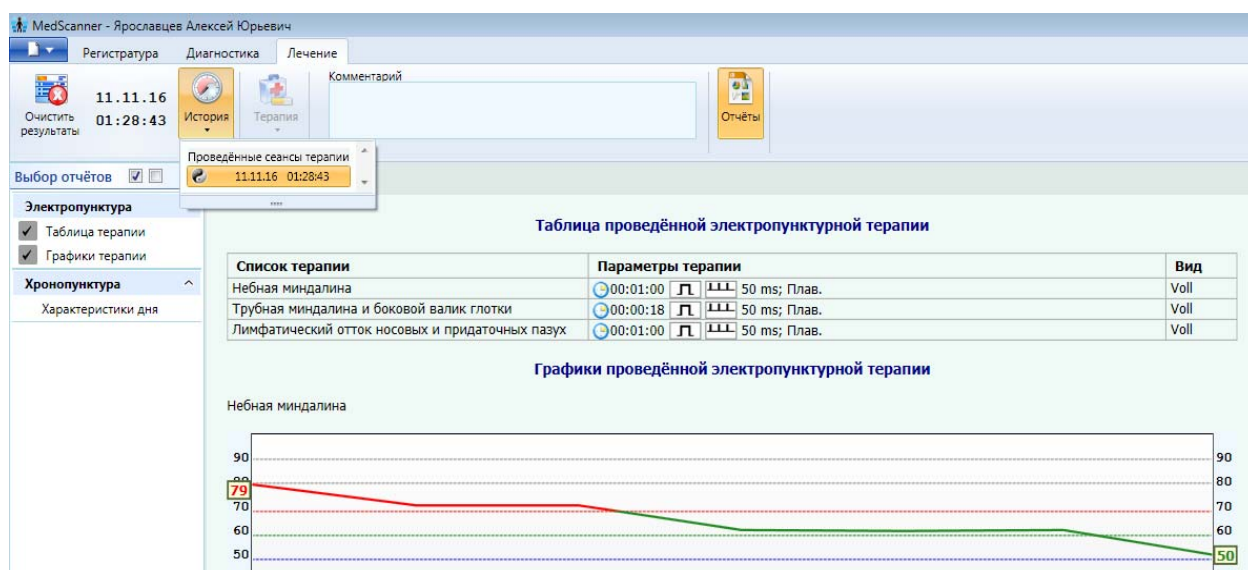 MedScanner - Ярославцев Алексей Юрьевич
Регистратура Диагностика Лечение
Очистить результаты
11.11.16
01:28:43
История
Терапия
Комментарий
Отчёты
Проведённые сеансы терапии
11.11.16 01:28:43
Выбор отчётов
Электропунктура
Таблица терапии
Графики терапии
Хронопунктура
Характеристики дня
Таблица проведённой электропунктурной терапии
Список терапии Параметры терапии Вид
Небная миндалина 00:01:00 50 ms; Плав. Voll
Трубная миндалина и боковой валик глотки 00:00:18 50 ms; Плав. Voll
Лимфатический отток носовых и придаточных пазух 00:01:00 50 ms; Плав. Voll
Графики проведённой электропунктурной терапии
Небная миндалина
90 90
79 80
70 70
60 60
50 50